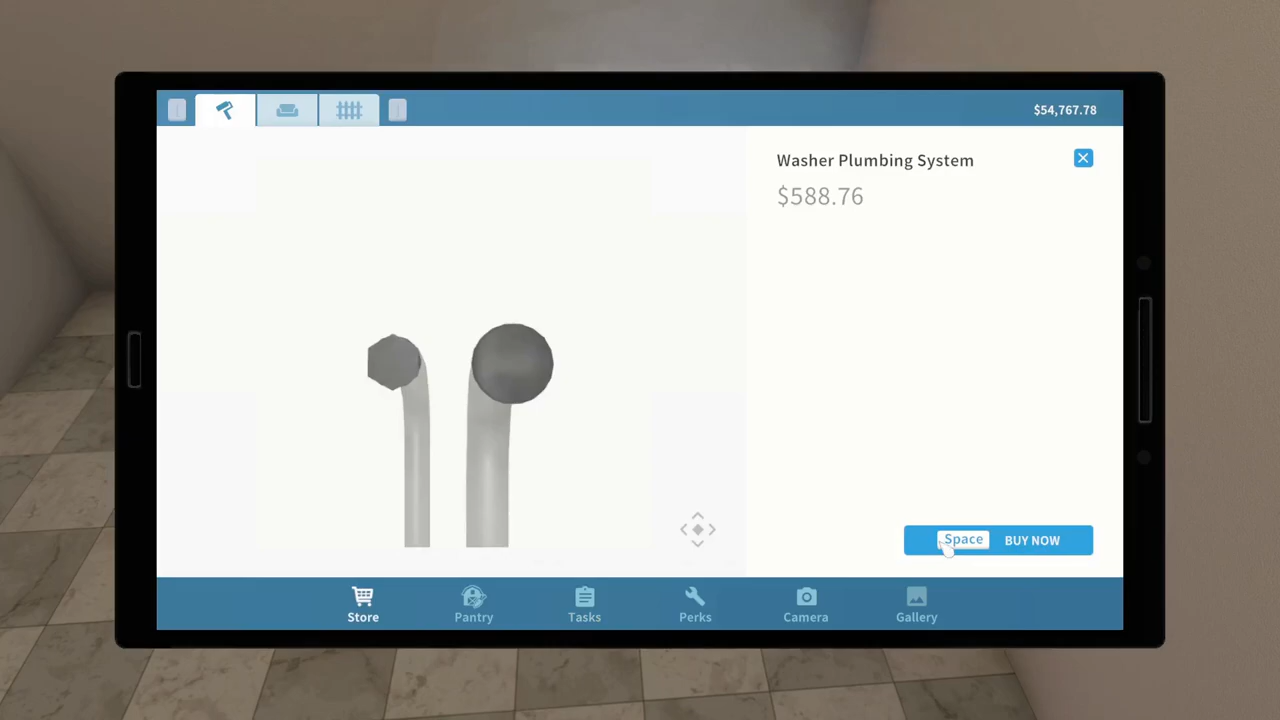 $54,767.78
Washer Plumbing System
$588.76
Space BUY NOW
Store Pantry Tasks Perks Camera Gallery